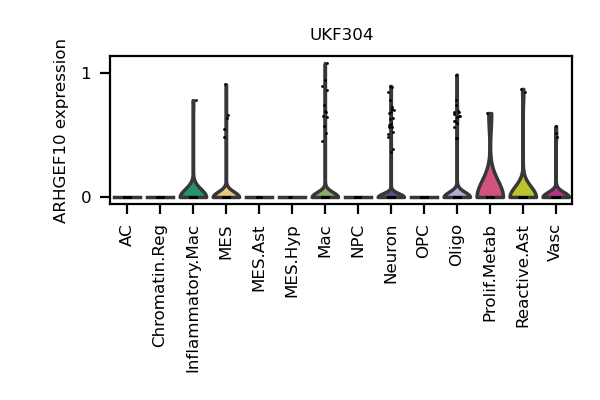 UKF304
ARHGEF10 expression
1
0
AC
Chromatin.Reg
Inflammatory.Mac
MES
MES.Ast
MES.Hyp
Mac
NPC
Neuron
OPC
Oligo
Prolif.Metab
Reactive.Ast
Vasc